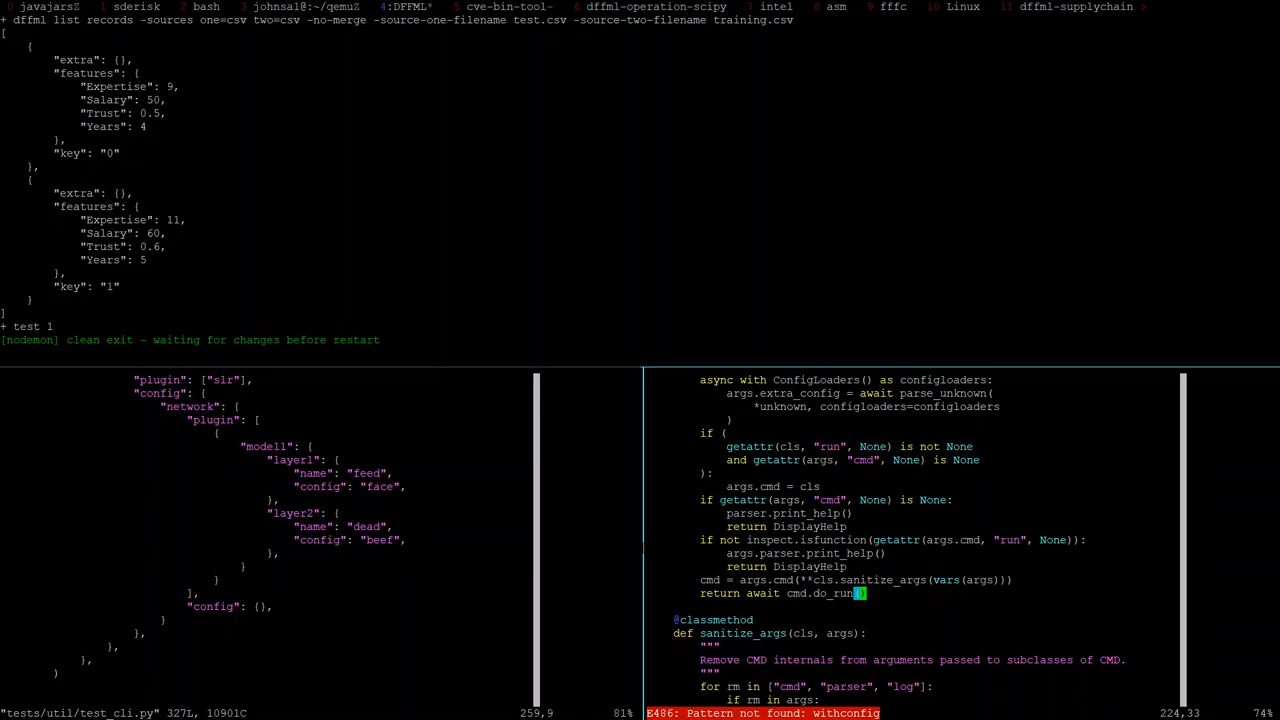 0 javajarsZ 1 sderisk 2 bash 3 johnsa1@:~/qemuZ 4:DFFML* 5 cve-bin-tool- 6 dffml-operation-scipy 7 intel 8 asm 9 fffc 10 Linux 11 dffml-supplychain >
+ dffml list records -sources one=csv two=csv -no-merge -source-one-filename test.csv -source-two-filename training.csv
[
{
"extra": {},
"features": {
"Expertise": 9,
"Salary": 50,
"Trust": 0.5,
"Years": 4
},
"key": "0"
},
{
"extra": {},
"features": {
"Expertise": 11,
"Salary": 60,
"Trust": 0.6,
"Years": 5
},
"key": "1"
}
]
+ test 1
[nodemon] clean exit - waiting for changes before restart
"plugin": ["slr"],
"config": {
"network": {
"plugin": [
{
"model1": {
"layer1": {
"name": "feed",
"config": "face",
},
"layer2": {
"name": "dead",
"config": "beef",
},
}
}
],
"config": {},
}
},
},
},
)
"tests/util/test_cli.py" 327L, 10901C 259,9 81%
async with ConfigLoaders() as configloaders:
args.extra_config = await parse_unknown(
*unknown, configloaders=configloaders
)
if (
getattr(cls, "run", None) is not None
and getattr(args, "cmd", None) is None
):
args.cmd = cls
if getattr(args, "cmd", None) is None:
parser.print_help()
return DisplayHelp
if not inspect.isfunction(getattr(args.cmd, "run", None)):
args.parser.print_help()
return DisplayHelp
cmd = args.cmd(**cls.sanitize_args(vars(args)))
return await cmd.do_run()
@classmethod
def sanitize_args(cls, args):
"""
Remove CMD internals from arguments passed to subclasses of CMD.
"""
for rm in ["cmd", "parser", "log"]:
if rm in args:
E486: Pattern not found: withconfig 224,33 74%